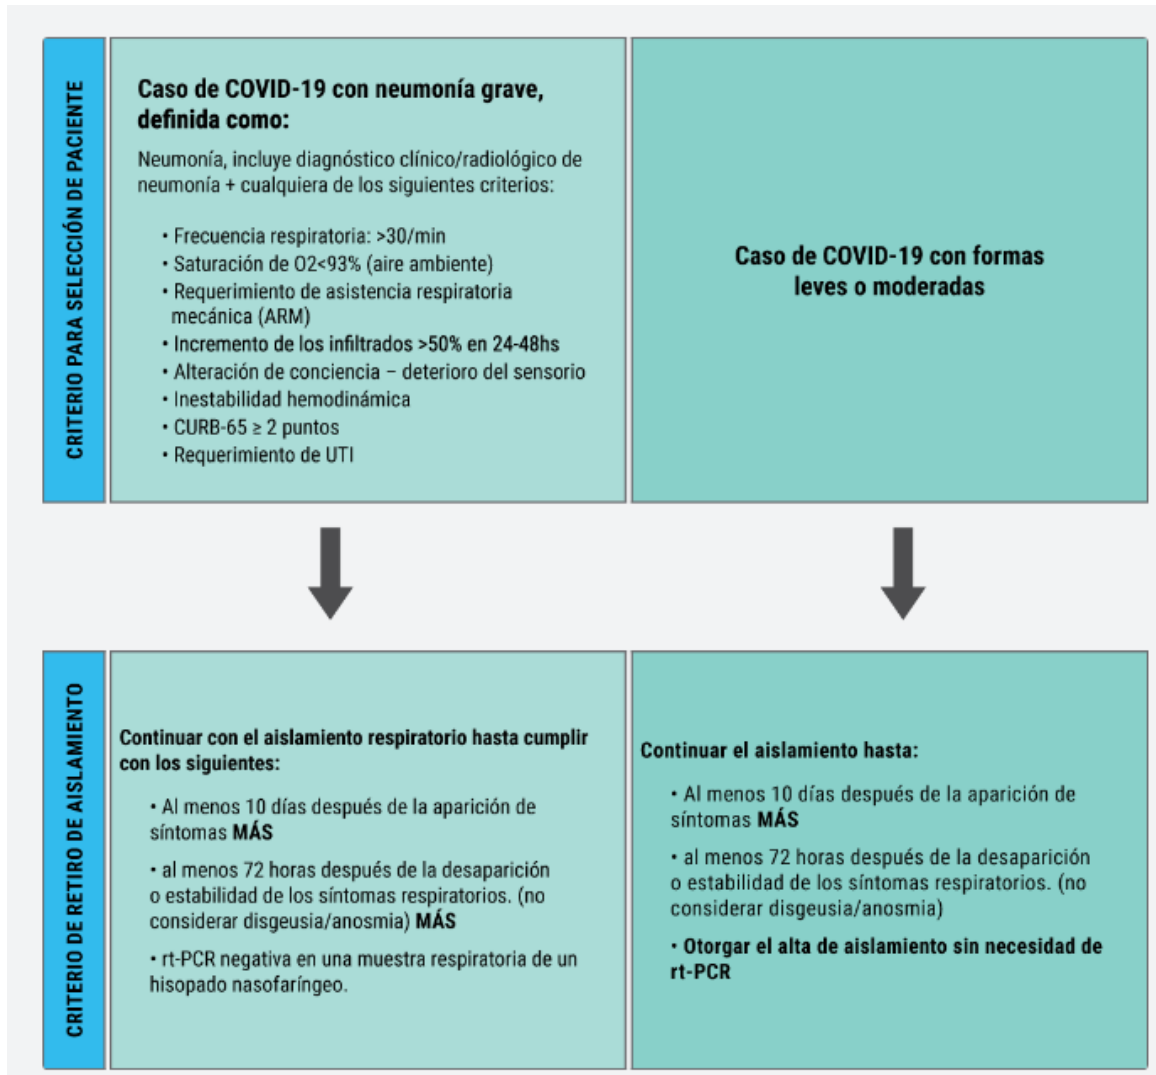 CRITERIO PARA SELECCIÓN DE PACIENTE
Caso de COVID-19 con neumonía grave,
definida como:
Neumonía, incluye diagnóstico clínico/radiológico de
neumonía + cualquiera de los siguientes criterios:
• Frecuencia respiratoria: >30/min
• Saturación de O2<93% (aire ambiente)
• Requerimiento de asistencia respiratoria
mecánica (ARM)
• Incremento de los infiltrados >50% en 24-48hs
• Alteración de conciencia – deterioro del sensorio
• Inestabilidad hemodinámica
• CURB-65 ≥ 2 puntos
• Requerimiento de UTI
Caso de COVID-19 con formas
leves o moderadas
CRITERIO DE RETIRO DE AISLAMIENTO
Continuar con el aislamiento respiratorio hasta cumplir
con los siguientes:
• Al menos 10 días después de la aparición de
síntomas MÁS
• al menos 72 horas después de la desaparición
o estabilidad de los síntomas respiratorios. (no
considerar disgeusia/anosmia) MÁS
• rt-PCR negativa en una muestra respiratoria de un
hisopado nasofaríngeo.
Continuar el aislamiento hasta:
• Al menos 10 días después de la aparición de
síntomas MÁS
• al menos 72 horas después de la desaparición
o estabilidad de los síntomas respiratorios. (no
considerar disgeusia/anosmia)
• Otorgar el alta de aislamiento sin necesidad de
rt-PCR